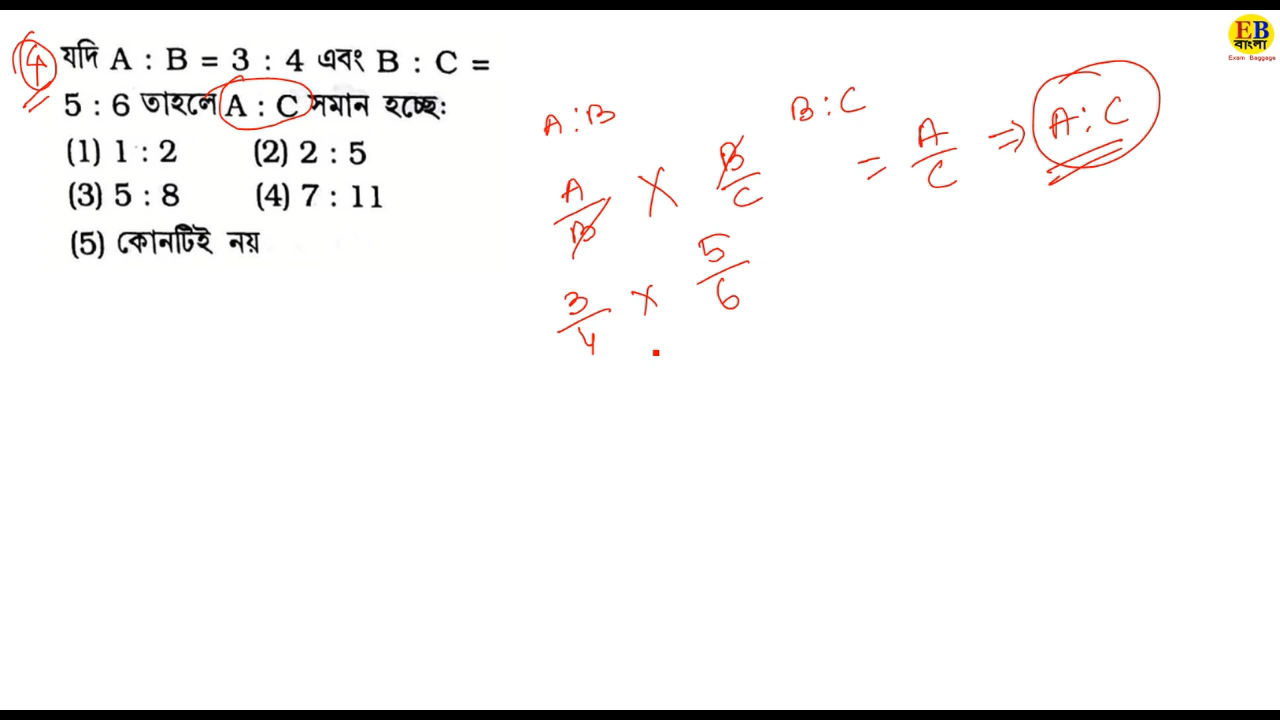 EB
বাংলা
Exam Baggage
4 যদি A : B = 3 : 4 এবং B : C =
5 : 6 তাহলে A : C সমান হচ্ছে:
(1) 1 : 2 (2) 2 : 5
(3) 5 : 8 (4) 7 : 11
(5) কোনটিই নয়
A : B B : C
A/B × B/C = A/C ⇒ A : C
3/4 × 5/6